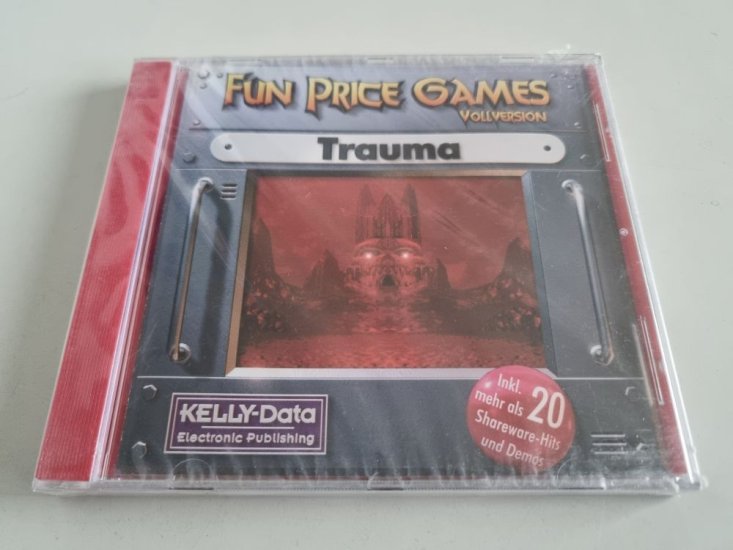 Fun Price Games
Vollversion
Trauma
KELLY-Data
Electronic Publishing
Inkl.
mehr als 20
Shareware-Hits
und Demos